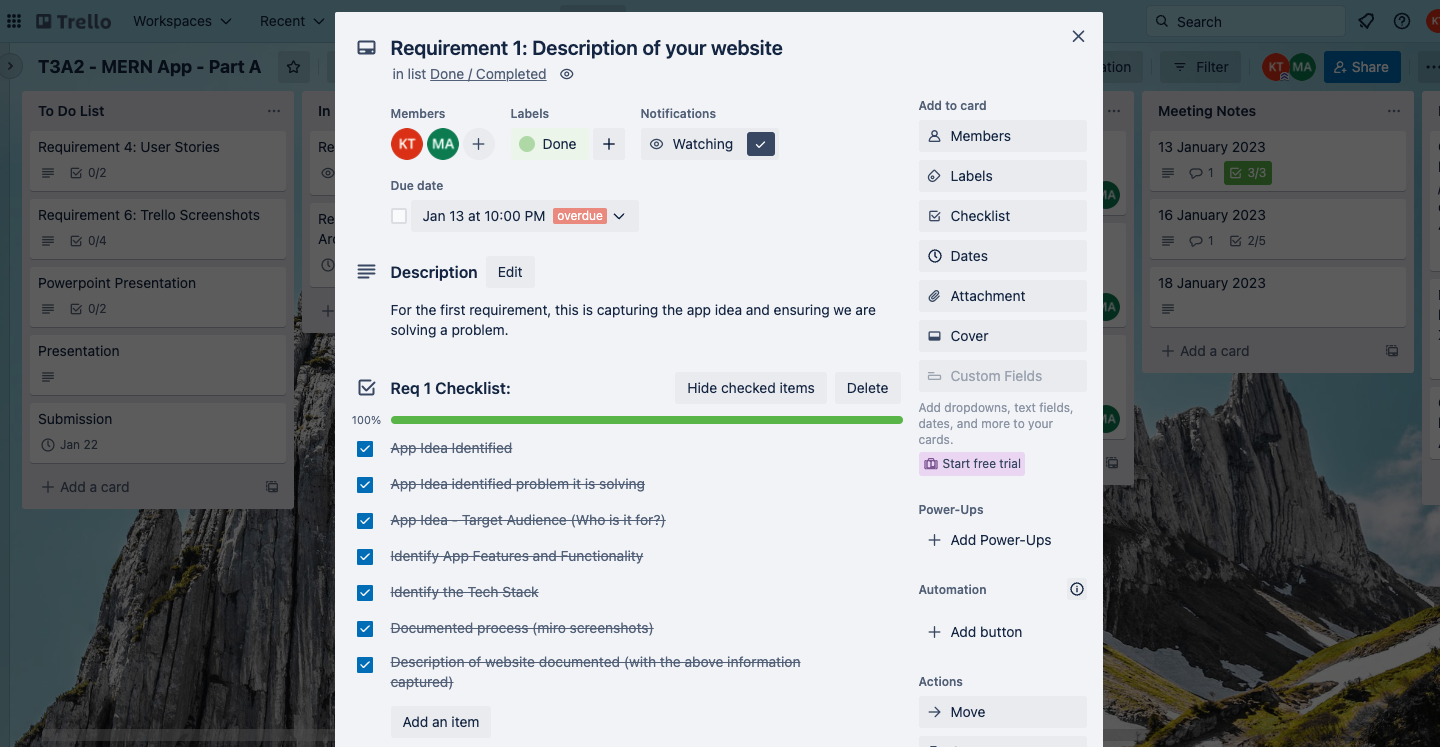 Trello
Workspaces
Recent
Search
KT
T3A2 - MERN App - Part A
Filter
KT
MA
Share
To Do List
Requirement 4: User Stories
0/2
Requirement 6: Trello Screenshots
0/4
Powerpoint Presentation
0/2
Presentation
Submission
Jan 22
Add a card
In
Requirement 1: Description of your website
in list Done / Completed
Members
KT
MA
Labels
Done
Notifications
Watching
Due date
Jan 13 at 10:00 PM
overdue
Description
Edit
For the first requirement, this is capturing the app idea and ensuring we are
solving a problem.
Req 1 Checklist:
Hide checked items
Delete
100%
App Idea Identified
App Idea identified problem it is solving
App Idea - Target Audience (Who is it for?)
Identify App Features and Functionality
Identify the Tech Stack
Documented process (miro screenshots)
Description of website documented (with the above information
captured)
Add an item
Add to card
Members
Labels
Checklist
Dates
Attachment
Cover
Custom Fields
Add dropdowns, text fields,
dates, and more to your
cards.
Start free trial
Power-Ups
Add Power-Ups
Automation
Add button
Actions
Move
Meeting Notes
13 January 2023
1
3/3
16 January 2023
1
2/5
18 January 2023
Add a card